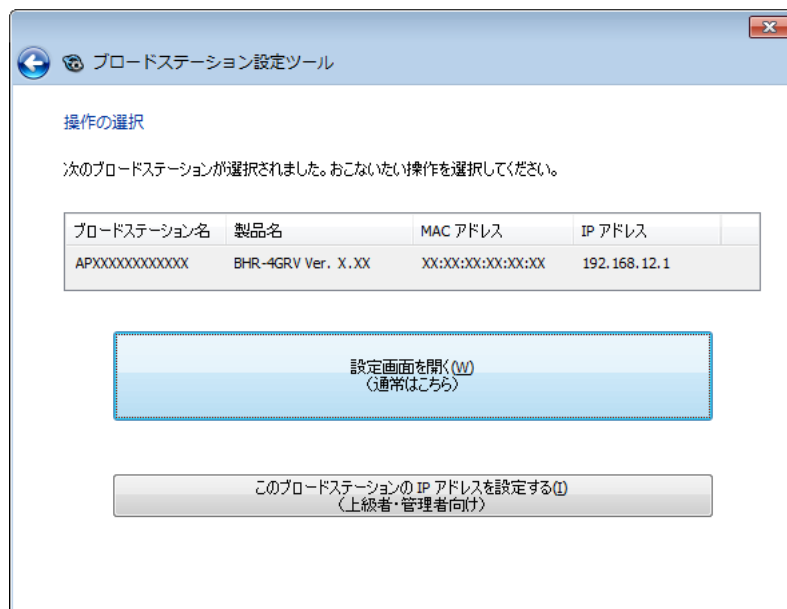 ブロードステーション設定ツール
操作の選択
次のブロードステーションが選択されました。おこないたい操作を選択してください。
ブロードステーション名 製品名 MAC アドレス IP アドレス
APXXXXXXXXXXXX BHR-4GRV Ver. X.XX XX:XX:XX:XX:XX:XX 192.168.12.1
設定画面を開く(W)
(通常はこちら)
このブロードステーションの IP アドレスを設定する(I)
(上級者・管理者向け)